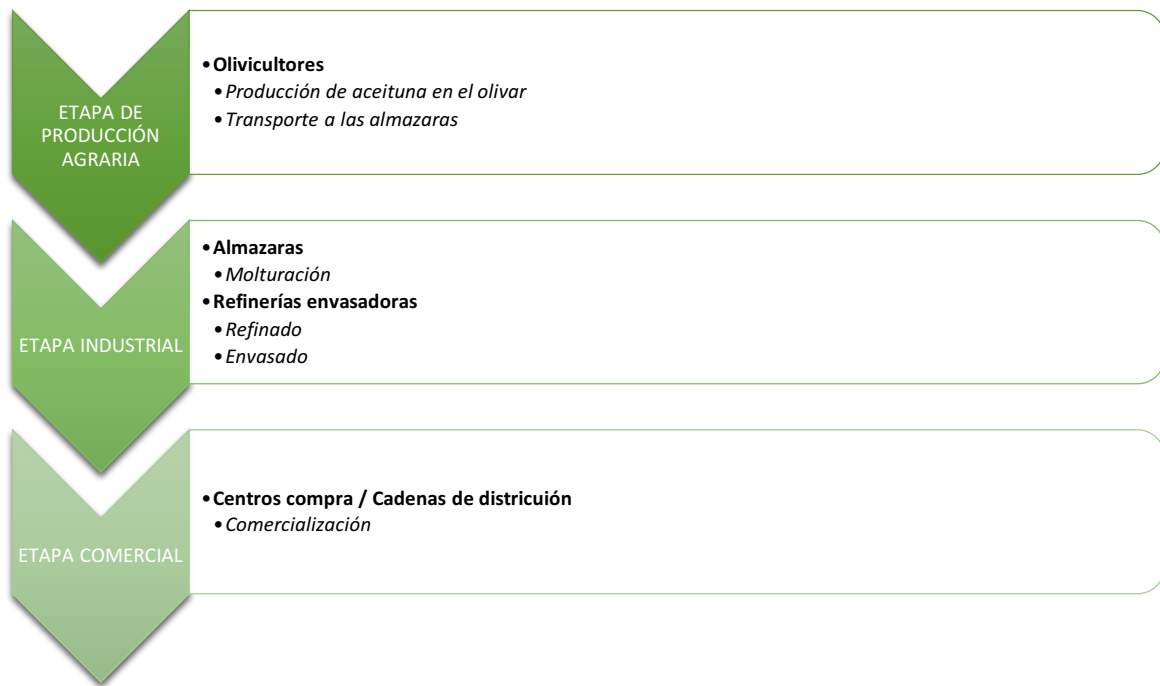 ETAPA DE
PRODUCCIÓN
AGRARIA
•Olivicultores
•Producción de aceituna en el olivar
•Transporte a las almazaras
ETAPA INDUSTRIAL
•Almazaras
•Molturación
•Refinerías envasadoras
•Refinado
•Envasado
ETAPA COMERCIAL
•Centros compra / Cadenas de districuión
•Comercialización